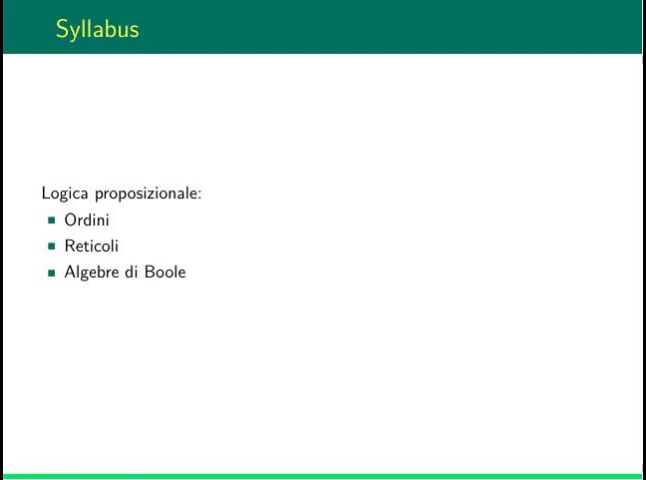 Syllabus
Logica proposizionale:
Ordini
Reticoli
Algebre di Boole